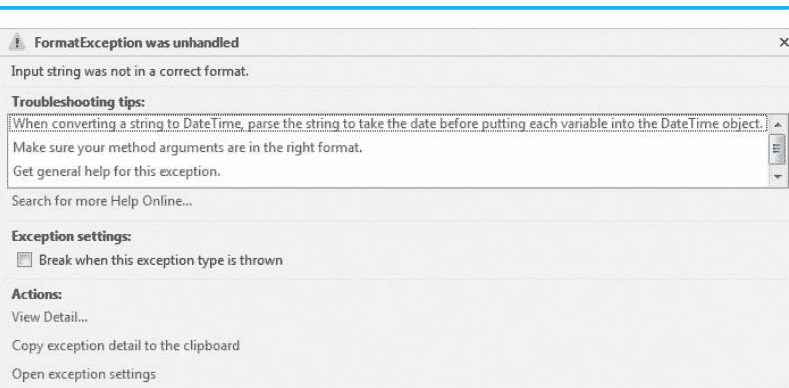 FormatException was unhandled
Input string was not in a correct format.
Troubleshooting tips:
When converting a string to DateTime, parse the string to take the date before putting each variable into the DateTime object.
Make sure your method arguments are in the right format.
Get general help for this exception.
Search for more Help Online...
Exception settings:
Break when this exception type is thrown
Actions:
View Detail...
Copy exception detail to the clipboard
Open exception settings